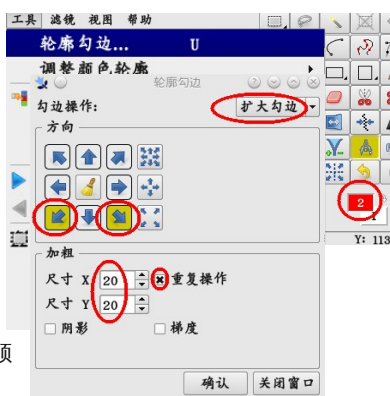 工具 滤镜 视图 帮助
轮廓勾边... U
调整颜色轮廓
轮廓勾边
勾边操作: 扩大勾边
方向
2
1
Y: 113
加粗
尺寸 X 20 重复操作
尺寸 Y 20
阴影 梯度
顷
确认 关闭窗口